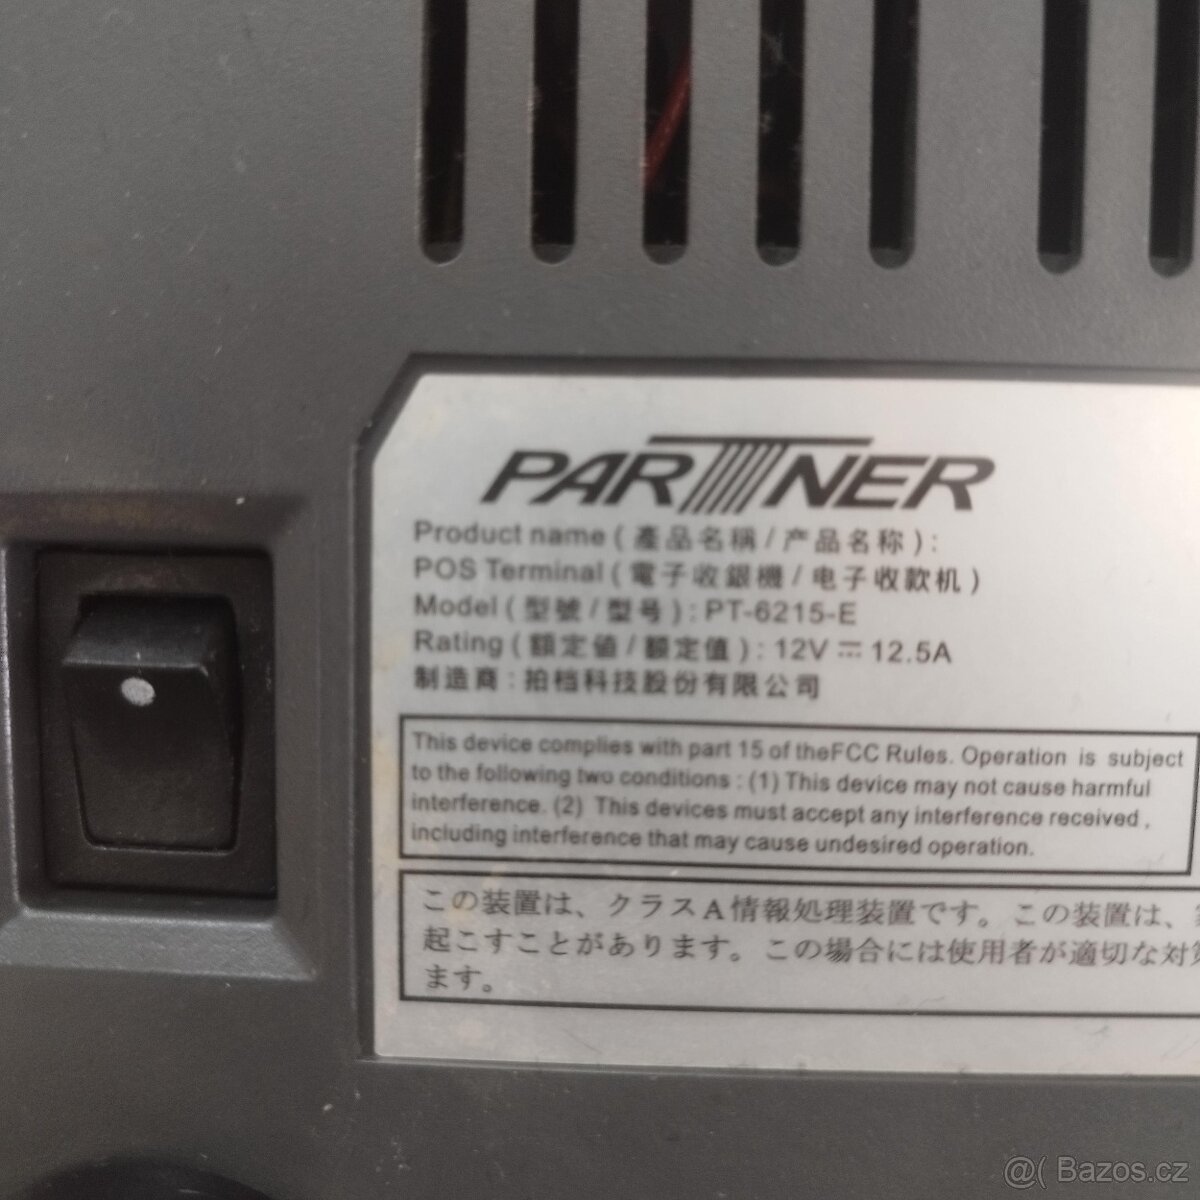 PARTNER
Product name ( 產品名稱 / 产品名称 ) :
POS Terminal ( 電子收銀機 / 电子收款机 )
Model ( 型號 / 型号 ) : PT-6215-E
Rating ( 額定值 / 额定值 ) : 12V ⎓ 12.5A
制造商 : 拍档科技股份有限公司
This device complies with part 15 of theFCC Rules. Operation is subject
to the following two conditions : (1) This device may not cause harmful
interference. (2) This devices must accept any interference received ,
including interference that may cause undesired operation.
この装置は、クラスA情報処理装置です。この装置は、
起こすことがあります。この場合には使用者が適切な対策
ます。
@( Bazos.cz